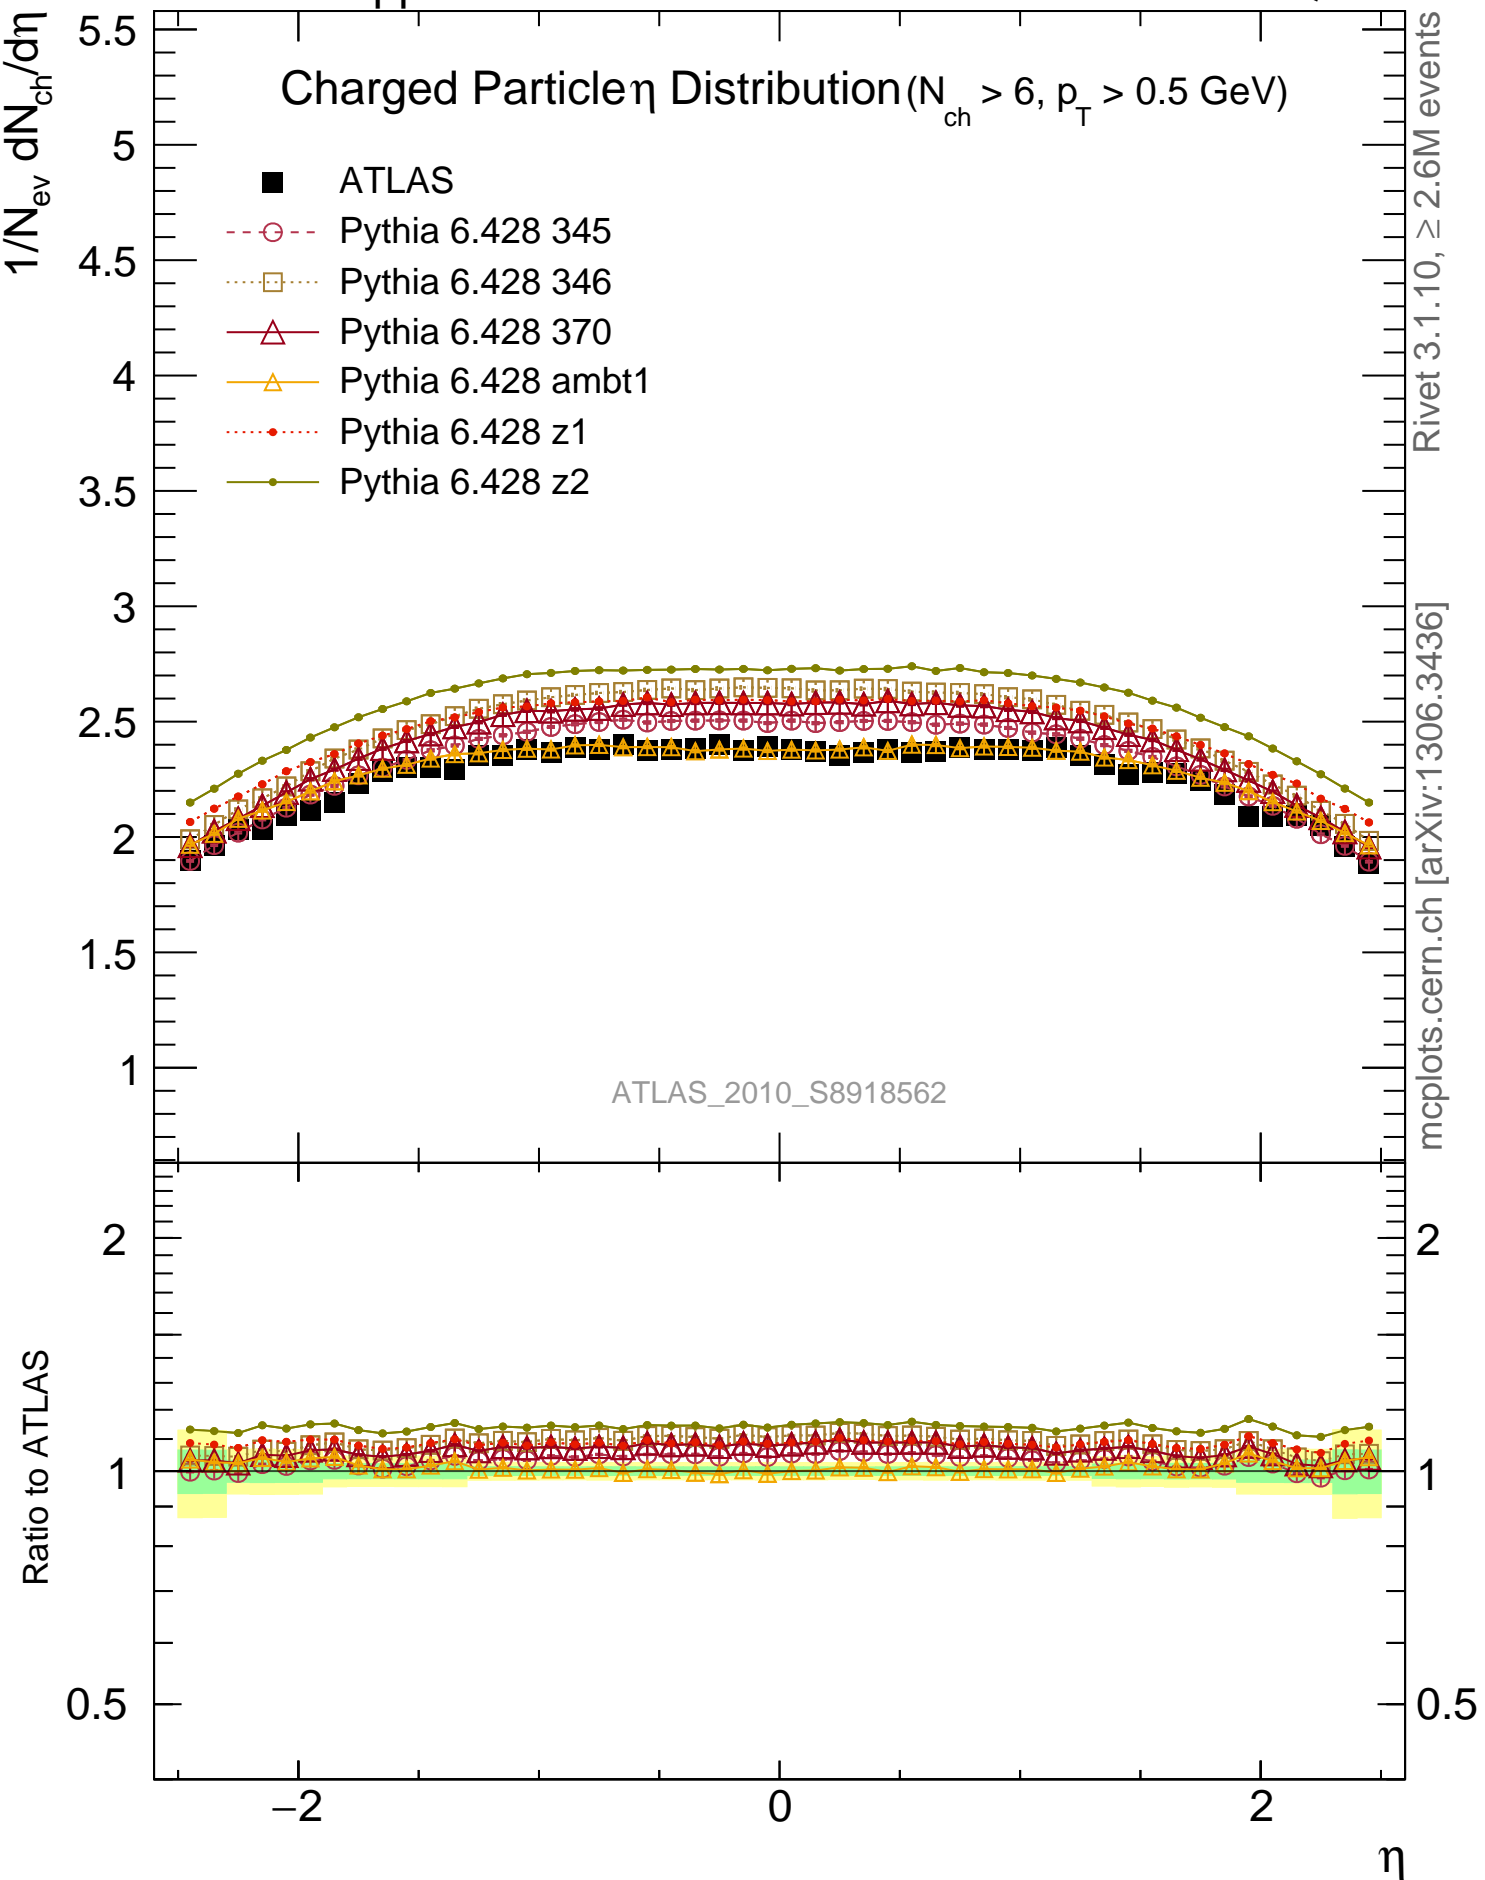 Charged Particle η Distribution (N_ch > 6, p_T > 0.5 GeV)
1/N_ev dN_ch/dη
ATLAS
Pythia 6.428 345
Pythia 6.428 346
Pythia 6.428 370
Pythia 6.428 ambt1
Pythia 6.428 z1
Pythia 6.428 z2
5.5
5
4.5
4
3.5
3
2.5
2
1.5
1
ATLAS_2010_S8918562
Rivet 3.1.10, ≥ 2.6M events
mcplots.cern.ch [arXiv:1306.3436]
Ratio to ATLAS
2
1
0.5
2
1
0.5
−2
0
2
η